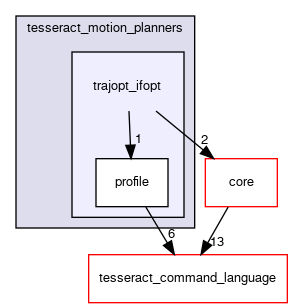 tesseract_motion_planners
trajopt_ifopt
1
2
profile
core
6
13
tesseract_command_language